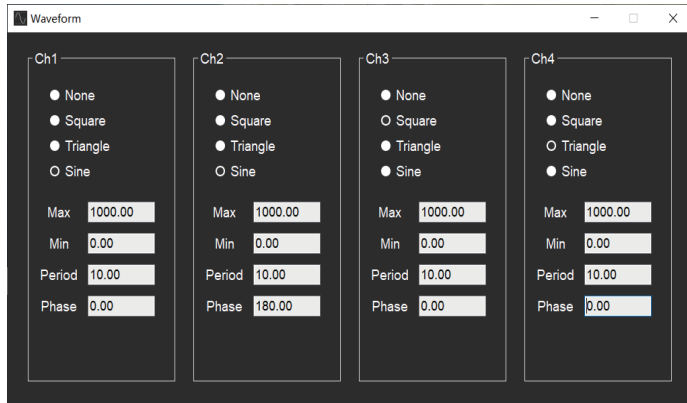 Waveform
Ch1
None
Square
Triangle
Sine
Max 1000.00
Min 0.00
Period 10.00
Phase 0.00
Ch2
None
Square
Triangle
Sine
Max 1000.00
Min 0.00
Period 10.00
Phase 180.00
Ch3
None
Square
Triangle
Sine
Max 1000.00
Min 0.00
Period 10.00
Phase 0.00
Ch4
None
Square
Triangle
Sine
Max 1000.00
Min 0.00
Period 10.00
Phase 0.00